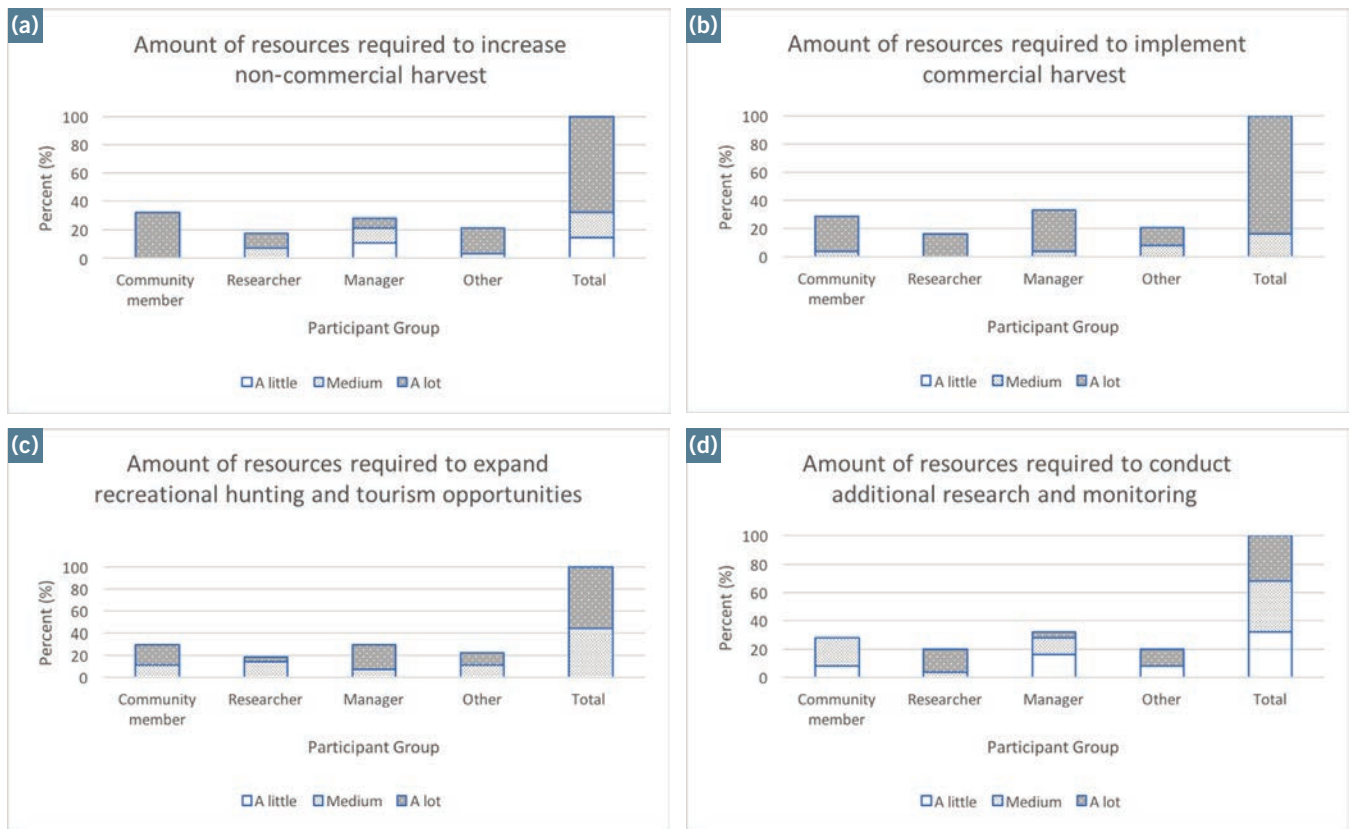 (a)
Amount of resources required to increase
non-commercial harvest
Percent (%)
100
80
60
40
20
0
Community
member
Researcher
Manager
Other
Total
Participant Group
A little
Medium
A lot
(b)
Amount of resources required to implement
commercial harvest
Percent (%)
100
80
60
40
20
0
Community
member
Researcher
Manager
Other
Total
Participant Group
A little
Medium
A lot
(c)
Amount of resources required to expand
recreational hunting and tourism opportunities
Percent (%)
100
80
60
40
20
0
Community
member
Researcher
Manager
Other
Total
Participant Group
A little
Medium
A lot
(d)
Amount of resources required to conduct
additional research and monitoring
Percent (%)
100
80
60
40
20
0
Community
member
Researcher
Manager
Other
Total
Participant Group
A little
Medium
A lot